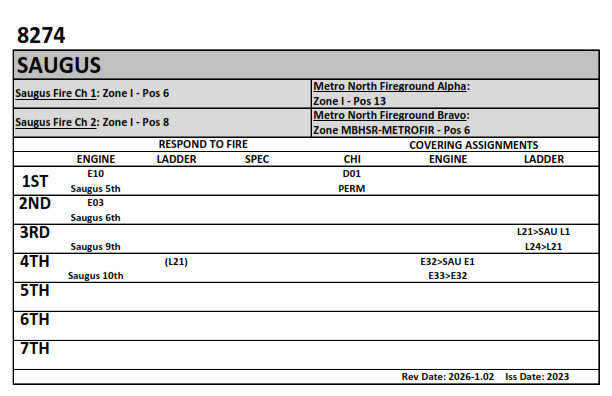 8274
SAUGUS
Saugus Fire Ch 1: Zone I - Pos 6
Metro North Fireground Alpha:
Zone I - Pos 13
Saugus Fire Ch 2: Zone I - Pos 8
Metro North Fireground Bravo:
Zone MBHSR-METROFIR - Pos 6
RESPOND TO FIRE COVERING ASSIGNMENTS
ENGINE LADDER SPEC CHI ENGINE LADDER
1ST E10 D01
Saugus 5th PERM
2ND E03
Saugus 6th
3RD L21>SAU L1
Saugus 9th L24>L21
4TH (L21) E32>SAU E1
Saugus 10th E33>E32
5TH
6TH
7TH
Rev Date: 2026-1.02 Iss Date: 2023